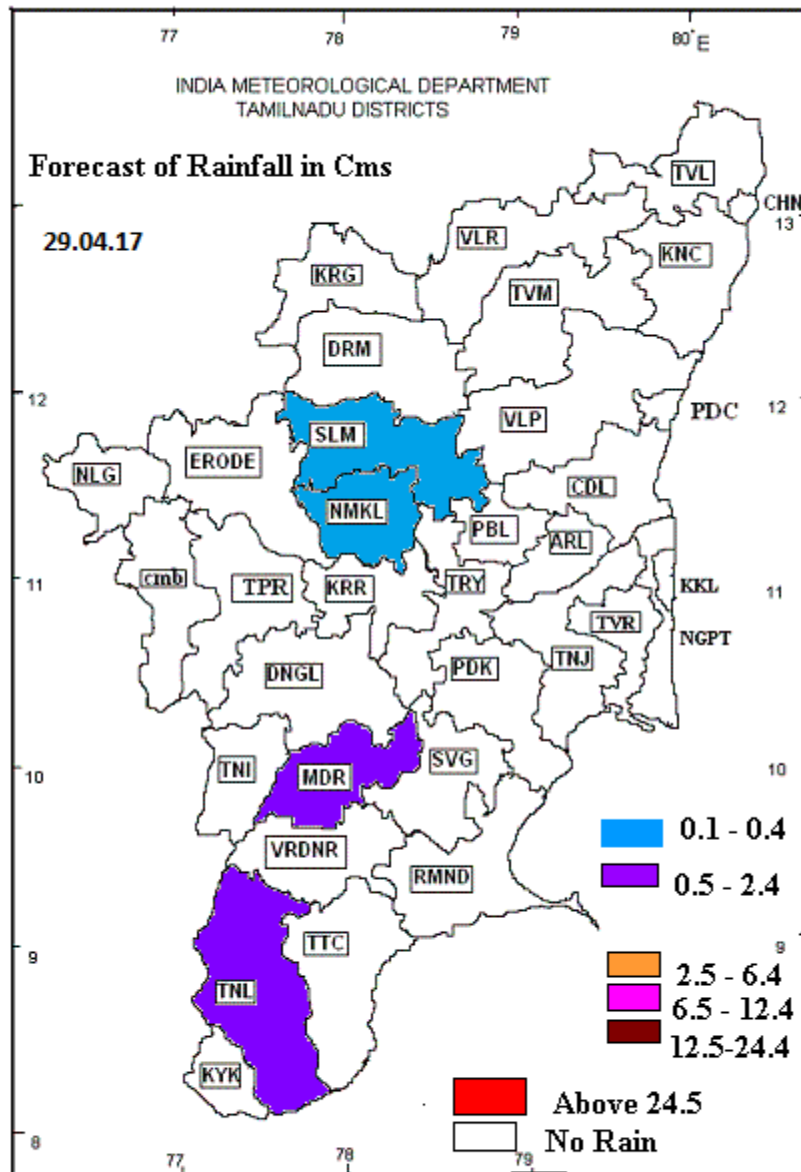 77 78 79 80° E
INDIA METEOROLOGICAL DEPARTMENT
TAMILNADU DISTRICTS
Forecast of Rainfall in Cms
TVL
CHN
13
29.04.17
VLR
KNC
KRG
TVM
DRM
12
12
PDC
VLP
SLM
ERODE
NLG
CDL
NMKL
PBL
ARL
11
cmb
TPR
KRR
TRY
KKL
11
TVR
NGPT
DNGL
PDK
TNJ
10
TNI
MDR
SVG
10
0.1 - 0.4
VRDNR
RMND
0.5 - 2.4
9
TTC
9
2.5 - 6.4
TNL
6.5 - 12.4
12.5-24.4
KYK
Above 24.5
8
No Rain
77 78 79